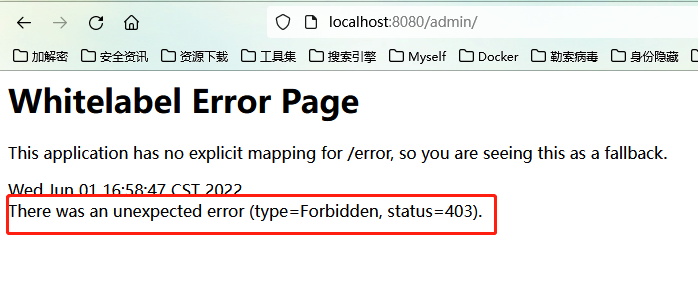 localhost:8080/admin/
加解密 安全资讯 资源下载 工具集 搜索引擎 Myself Docker 勒索病毒 身份隐藏
Whitelabel Error Page
This application has no explicit mapping for /error, so you are seeing this as a fallback.
Wed Jun 01 16:58:47 CST 2022
There was an unexpected error (type=Forbidden, status=403).